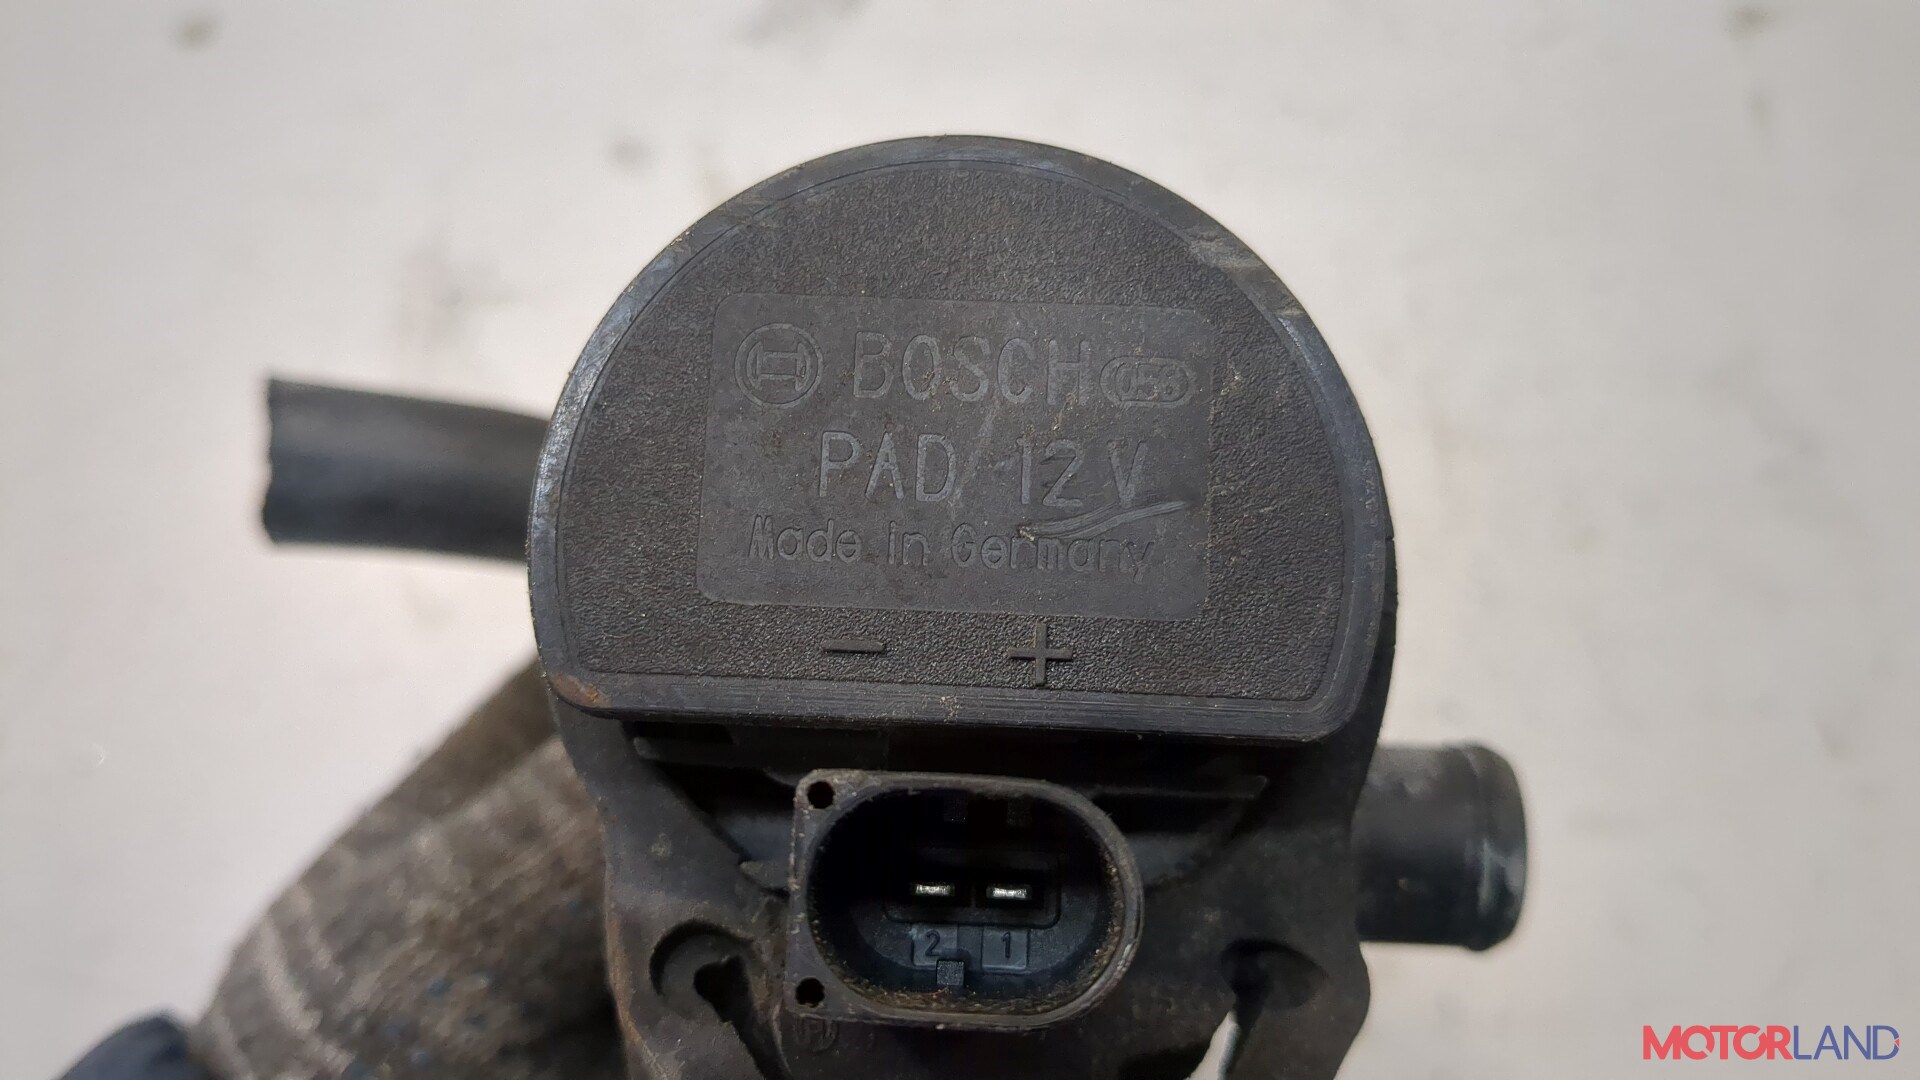 BOSCH 056
PAD 12 V
Made in Germany
- +
2 1
MOTORLAND